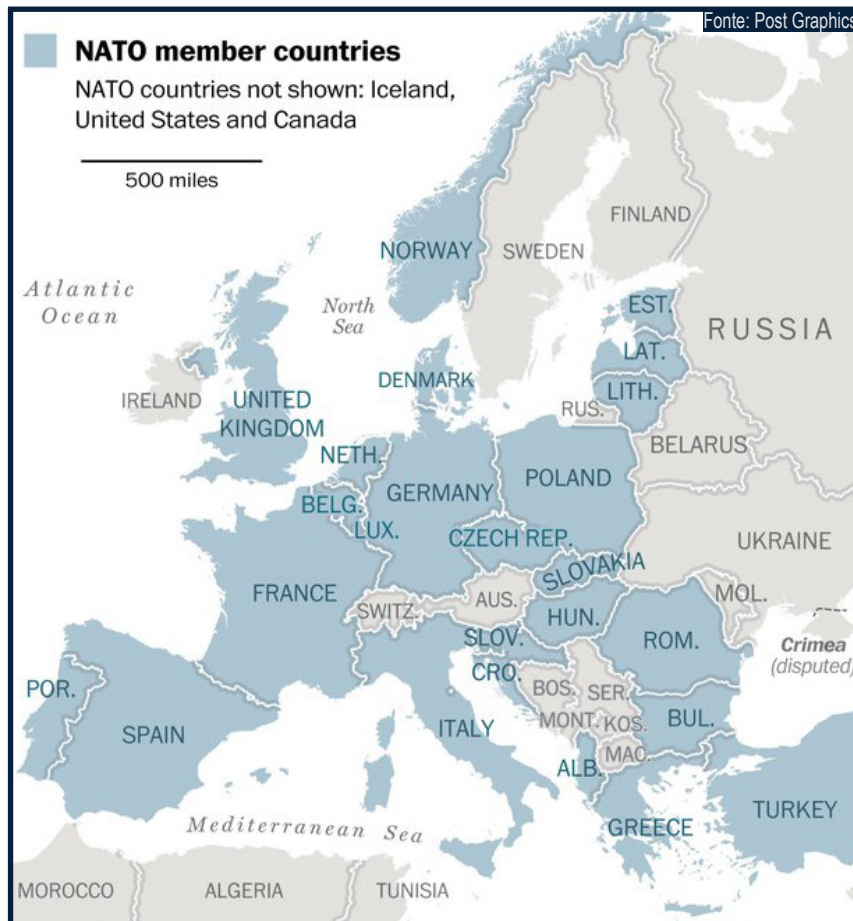 Fonte: Post Graphics
NATO member countries
NATO countries not shown: Iceland,
United States and Canada
500 miles
FINLAND
NORWAY
SWEDEN
Atlantic
Ocean
North
Sea
EST.
RUSSIA
LAT.
DENMARK
LITH.
IRELAND
UNITED
KINGDOM
RUS.
BELARUS
NETH.
GERMANY
POLAND
BELG.
LUX.
CZECH REP.
UKRAINE
SLOVAKIA
FRANCE
SWITZ.
AUS.
MOL.
HUN.
SLOV.
ROM.
Crimea
(disputed)
CRO.
BOS.
SER.
POR.
SPAIN
ITALY
MONT.
KOS.
BUL.
MAC.
ALB.
TURKEY
GREECE
Mediterranean Sea
MOROCCO
ALGERIA
TUNISIA